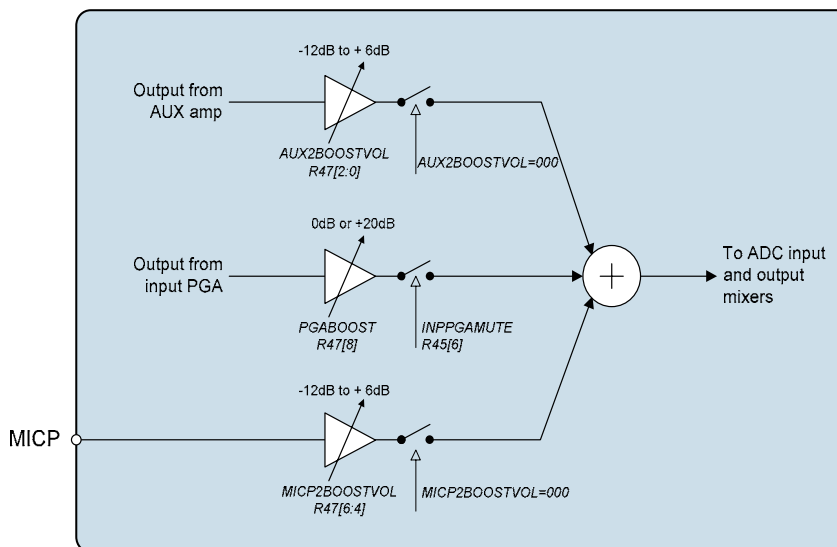 -12dB to + 6dB
Output from
AUX amp
AUX2BOOSTVOL
R47[2:0]
AUX2BOOSTVOL=000
0dB or +20dB
Output from
input PGA
PGABOOST
R47[8]
INPPGAMUTE
R45[6]
+
To ADC input
and output
mixers
-12dB to + 6dB
MICP
MICP2BOOSTVOL
R47[6:4]
MICP2BOOSTVOL=000